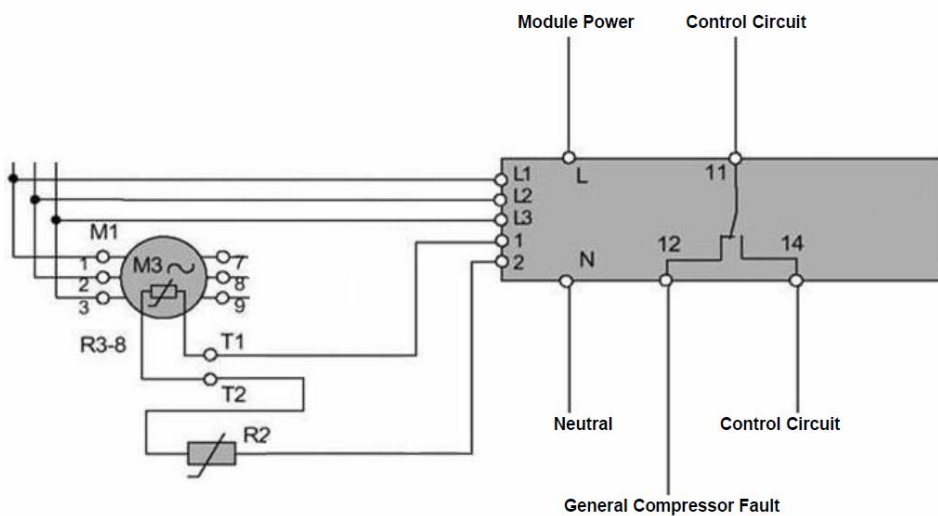 Module Power
Control Circuit
L1
L
11
L2
L3
M1
1
12
14
M3
7
N
1
2
2
8
3
9
R3-8
T1
T2
R2
Neutral
Control Circuit
General Compressor Fault